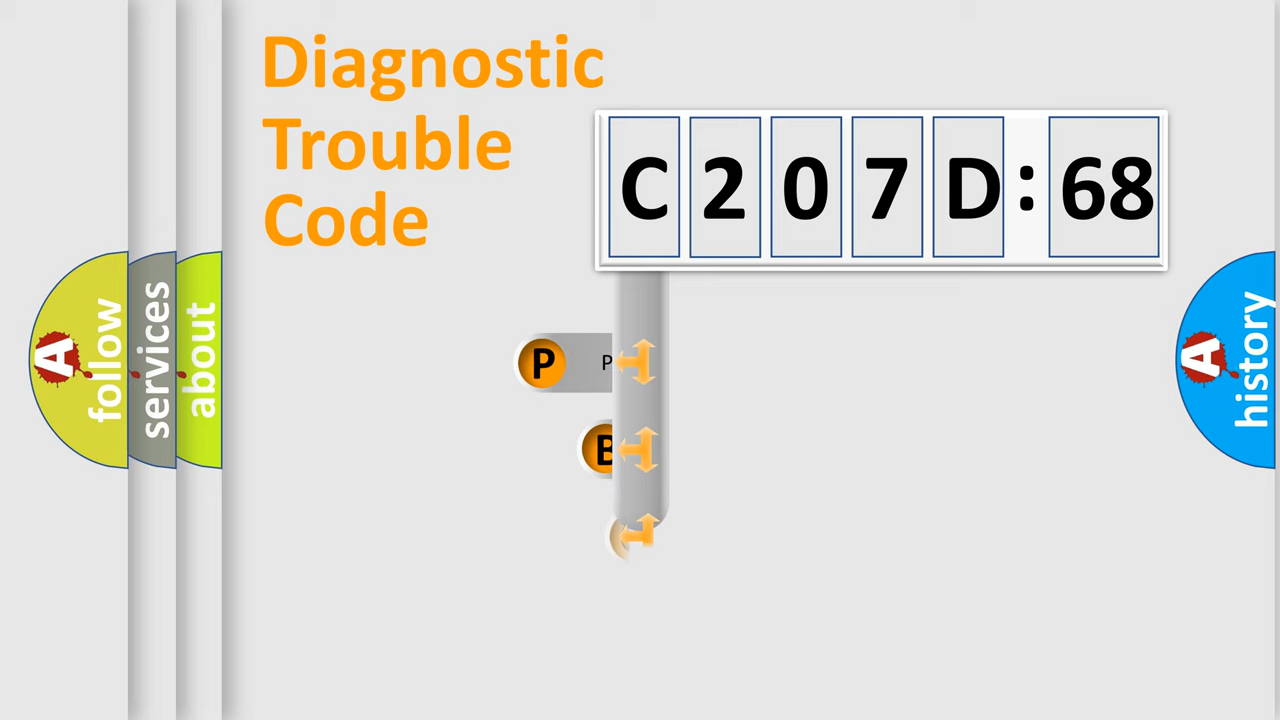 Diagnostic
Trouble
Code
C207D:68
P
P
B
A
follow
services
about
A
history